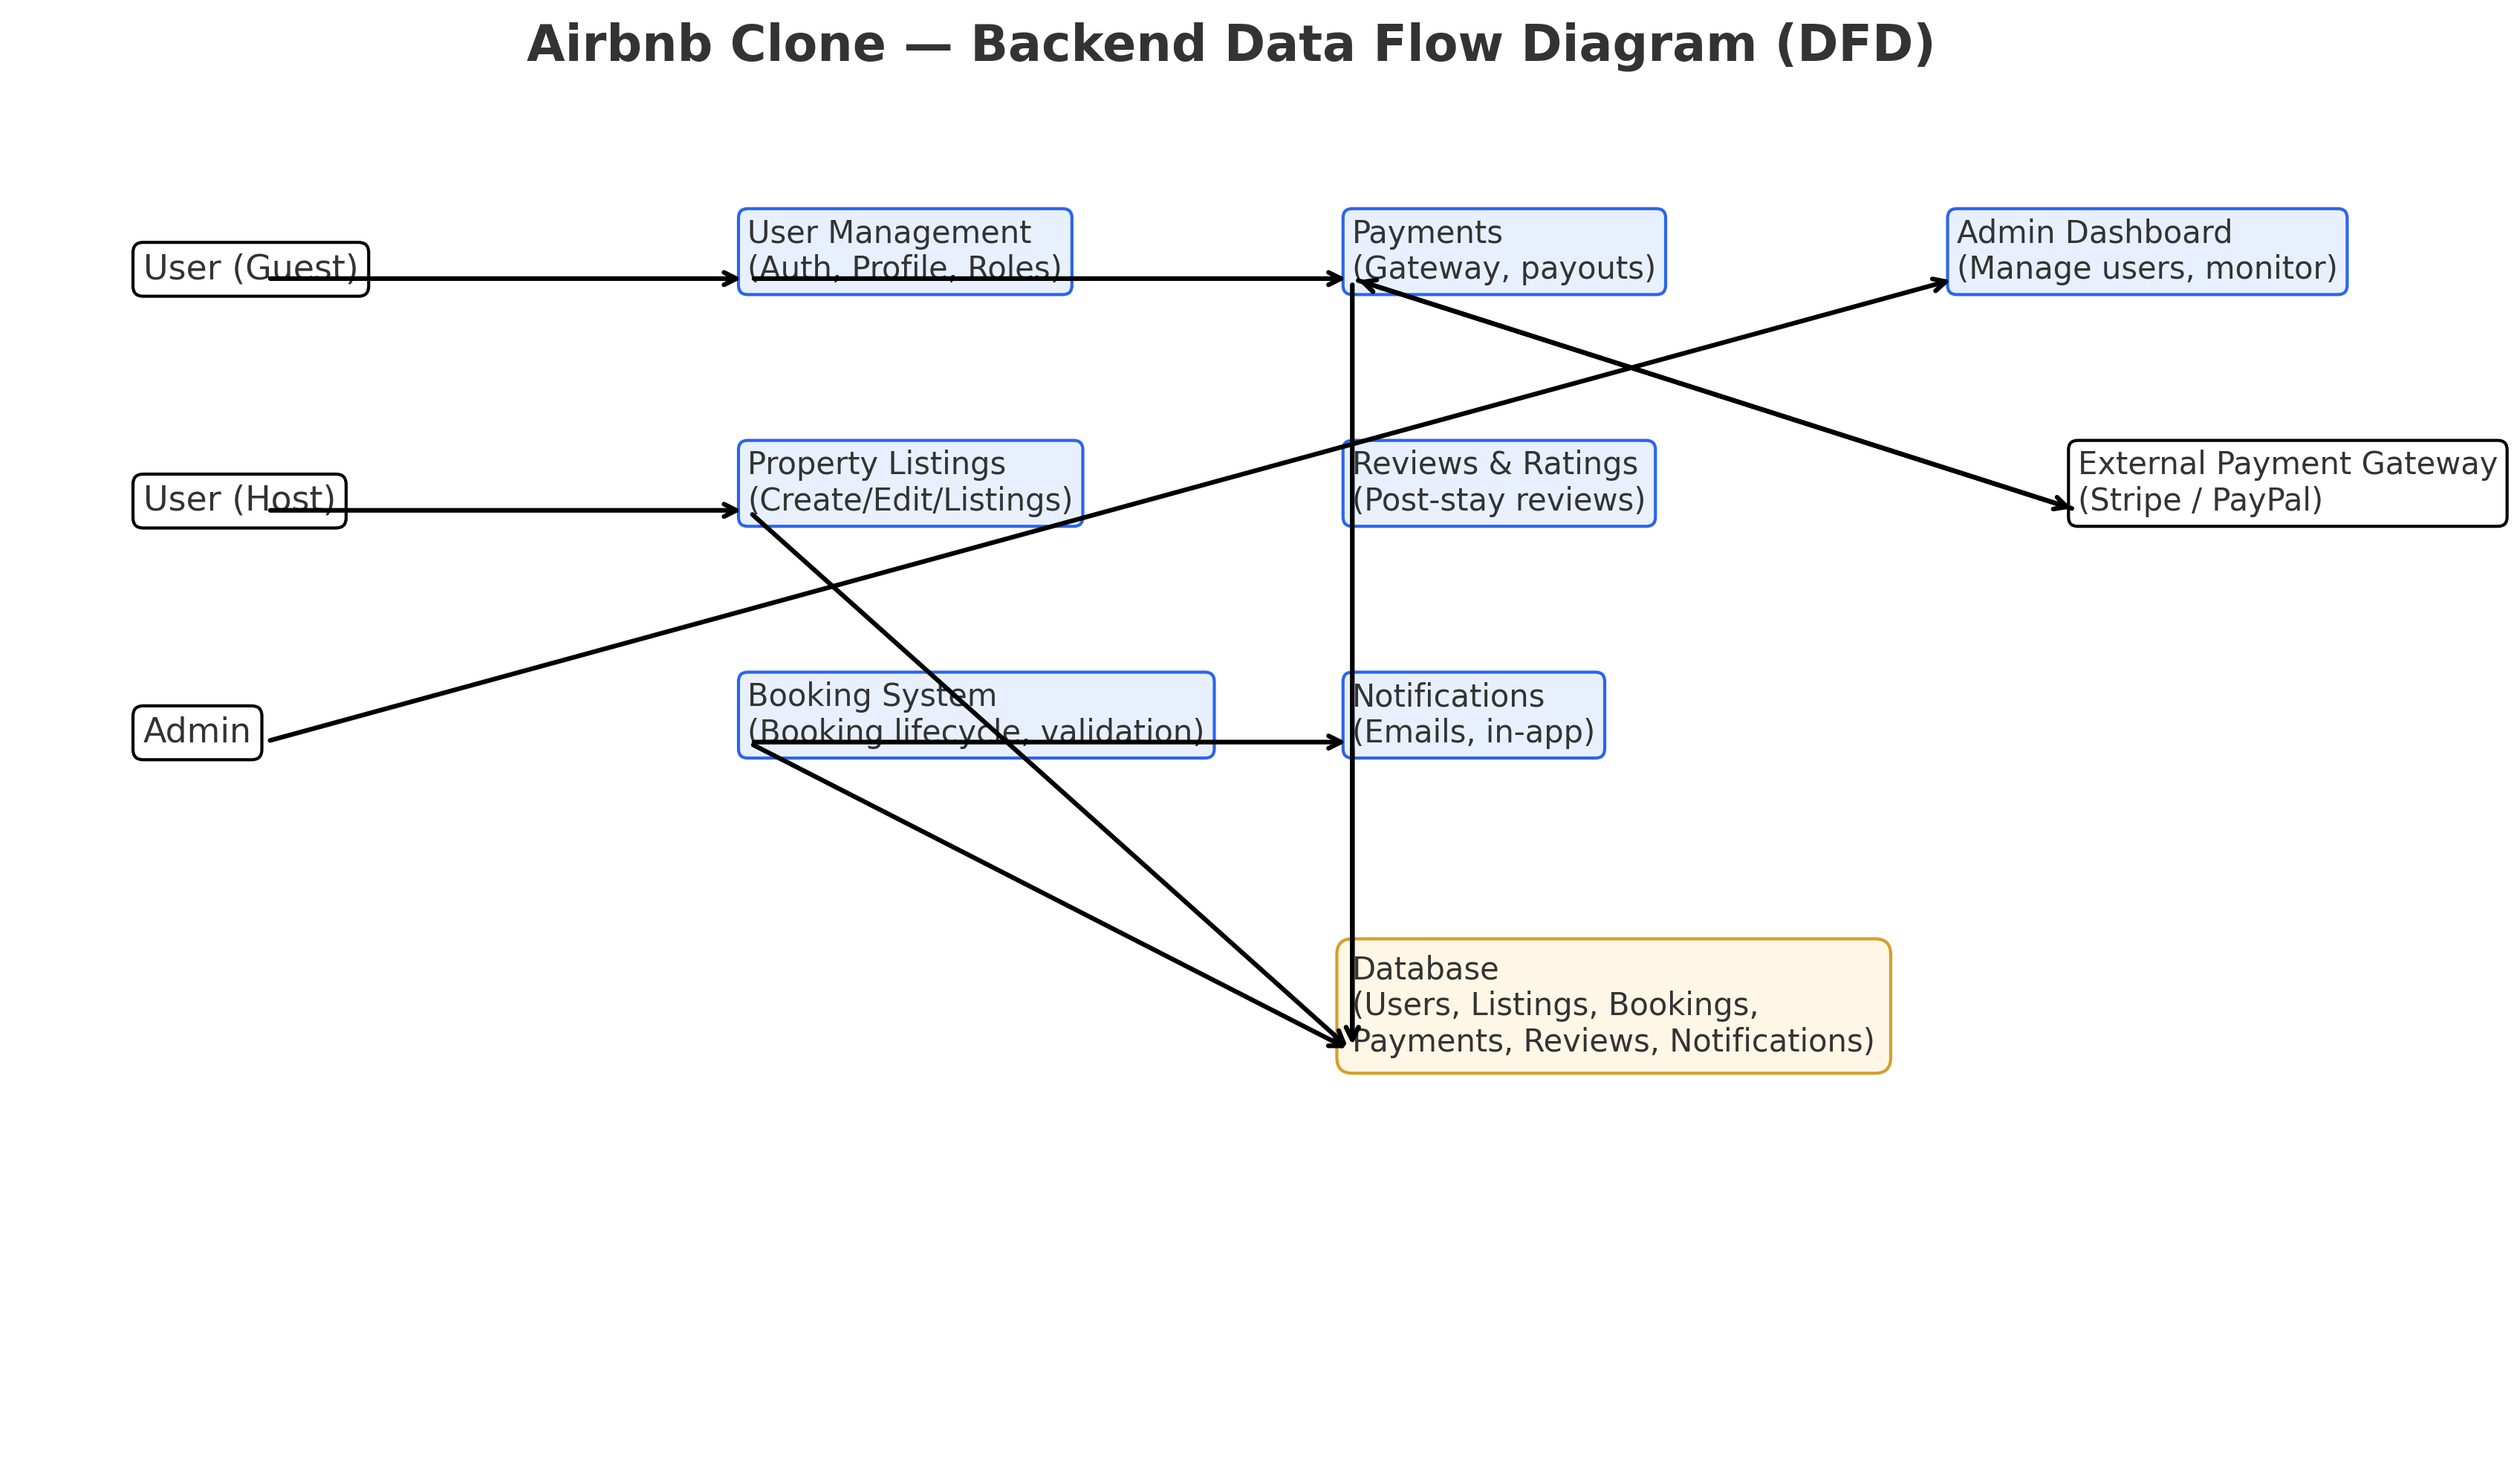 Airbnb Clone — Backend Data Flow Diagram (DFD)
User (Guest)
User Management
(Auth, Profile, Roles)
Payments
(Gateway, payouts)
Admin Dashboard
(Manage users, monitor)
User (Host)
Property Listings
(Create/Edit/Listings)
Reviews & Ratings
(Post-stay reviews)
External Payment Gateway
(Stripe / PayPal)
Admin
Booking System
(Booking lifecycle, validation)
Notifications
(Emails, in-app)
Database
(Users, Listings, Bookings,
Payments, Reviews, Notifications)